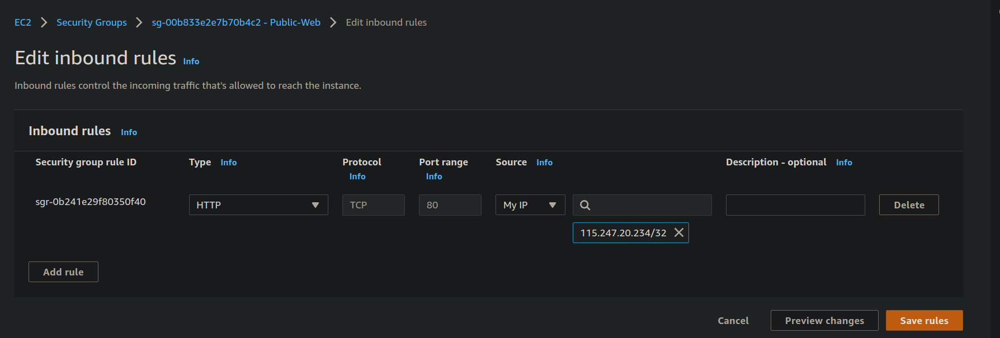 EC2 > Security Groups > sg-00b833e2e7b70b4c2 - Public-Web > Edit inbound rules
Edit inbound rules Info
Inbound rules control the incoming traffic that's allowed to reach the instance.
Inbound rules Info
Security group rule ID Type Info Protocol Port range Source Info Description - optional Info
Info Info
sgr-0b241e29f80350f40 HTTP TCP 80 My IP Delete
115.247.20.234/32
Add rule
Cancel Preview changes Save rules